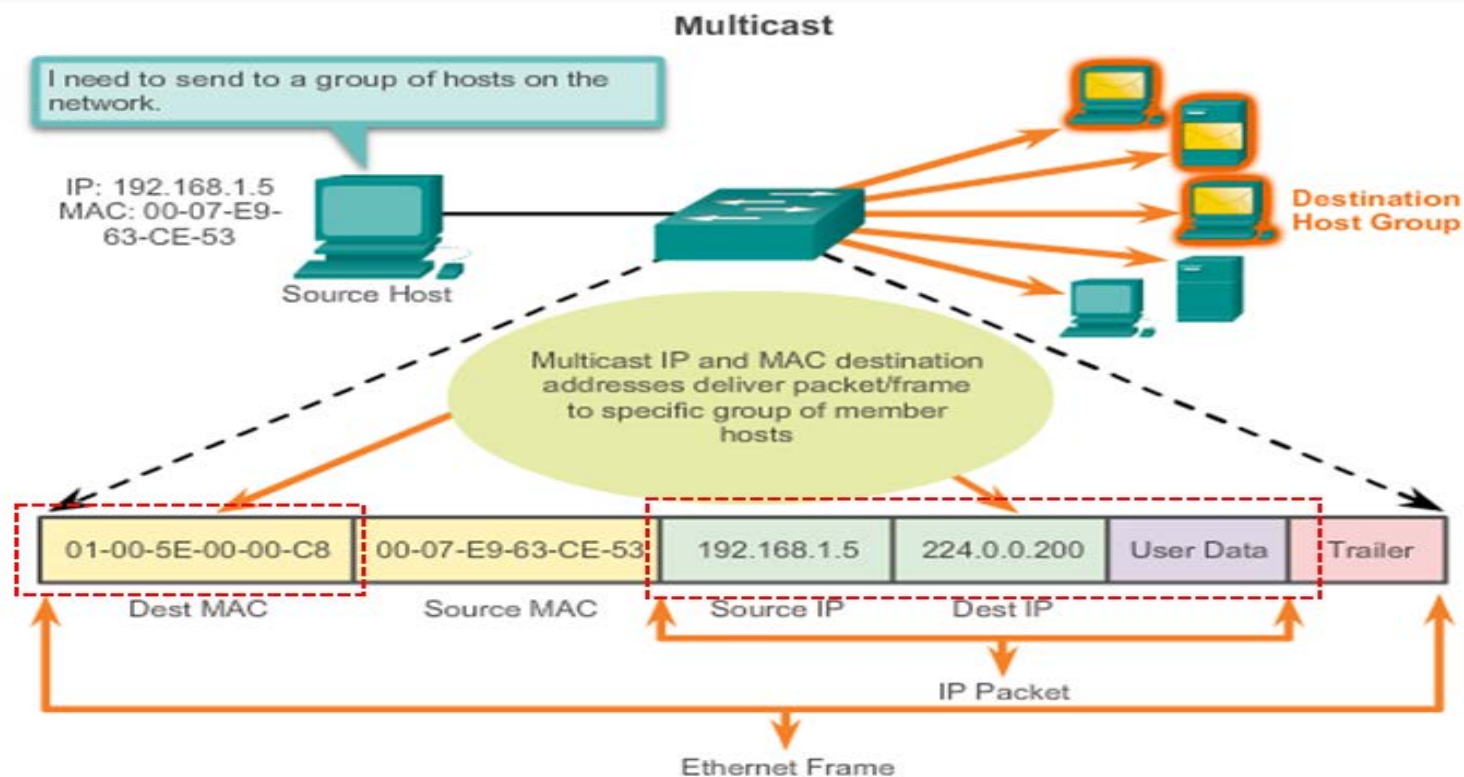 Multicast
I need to send to a group of hosts on the
network.
IP: 192.168.1.5
MAC: 00-07-E9-
63-CE-53
Source Host
Destination
Host Group
Multicast IP and MAC destination
addresses deliver packet/frame
to specific group of member
hosts
01-00-5E-00-00-C8 00-07-E9-63-CE-53 192.168.1.5 224.0.0.200 User Data Trailer
Dest MAC Source MAC Source IP Dest IP
IP Packet
Ethernet Frame